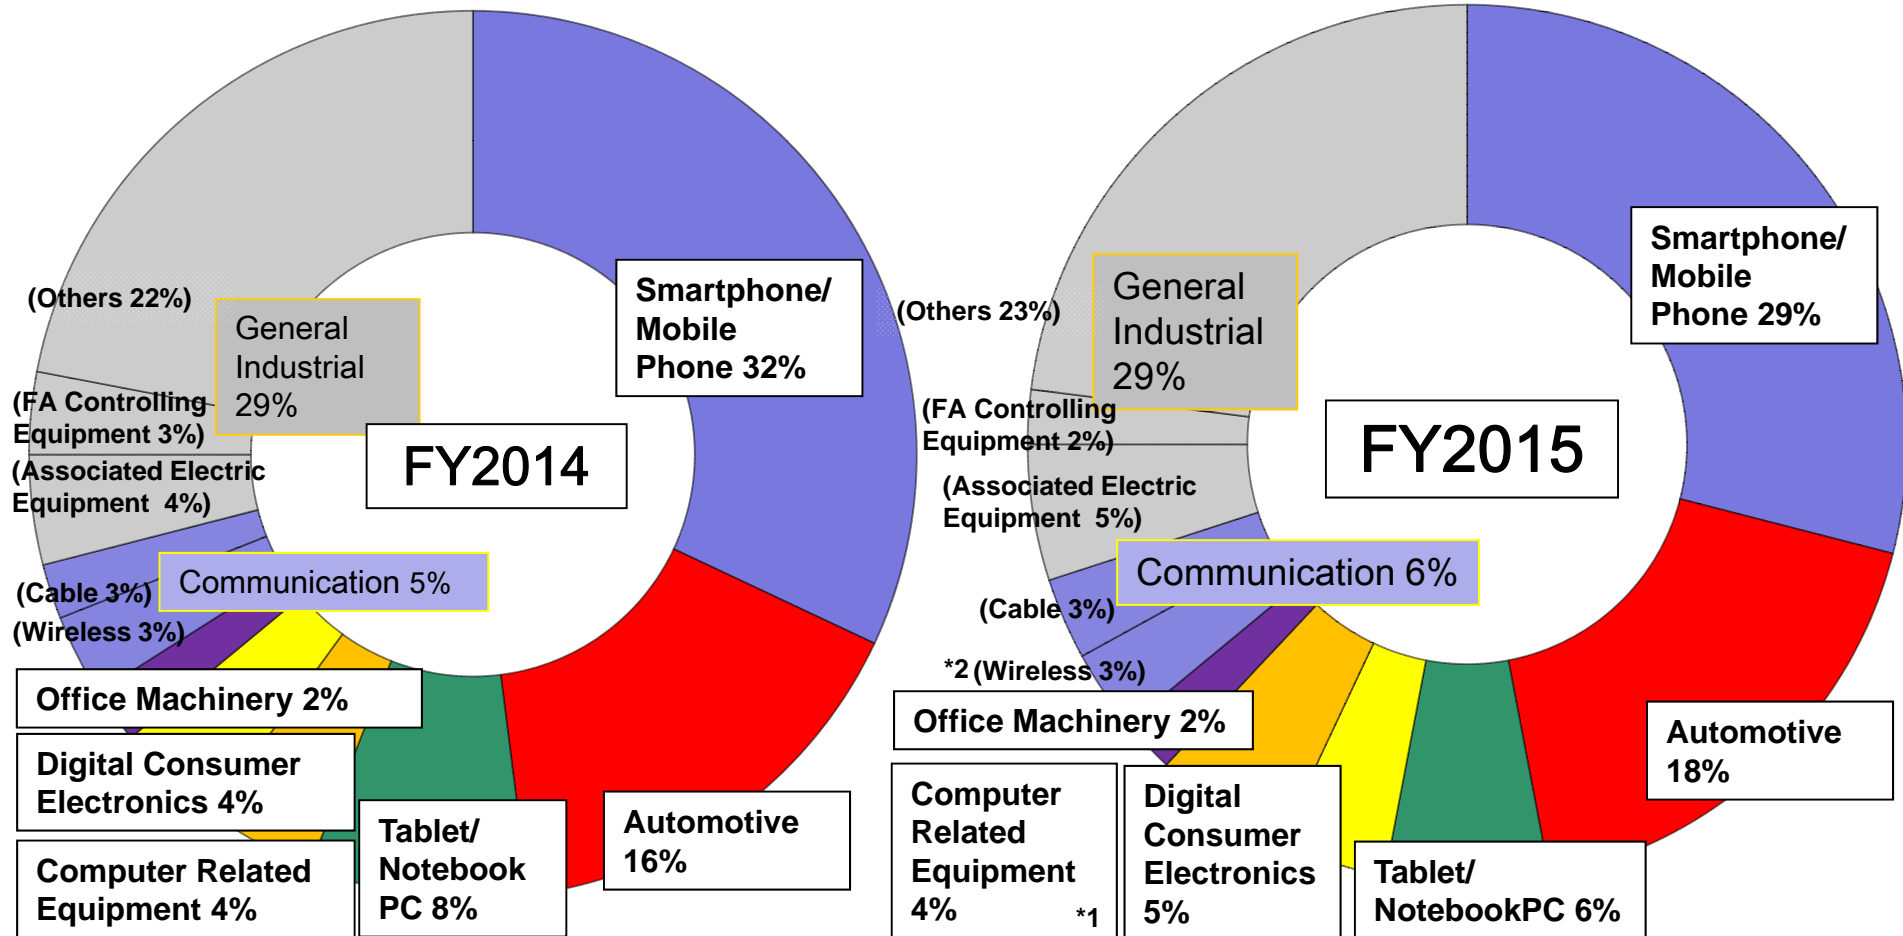 (Others 22%)
General
Industrial
29%
Smartphone/
Mobile
Phone 32%
(FA Controlling
Equipment 3%)
(Associated Electric
Equipment 4%)
FY2014
Communication 5%
(Cable 3%)
(Wireless 3%)
Office Machinery 2%
Digital Consumer
Electronics 4%
Computer Related
Equipment 4%
Tablet/
Notebook
PC 8%
Automotive
16%
(Others 23%)
General
Industrial
29%
Smartphone/
Mobile
Phone 29%
(FA Controlling
Equipment 2%)
(Associated Electric
Equipment 5%)
FY2015
Communication 6%
(Cable 3%)
*2 (Wireless 3%)
Office Machinery 2%
Computer
Related
Equipment
4% *1
Digital
Consumer
Electronics
5%
Tablet/
NotebookPC 6%
Automotive
18%